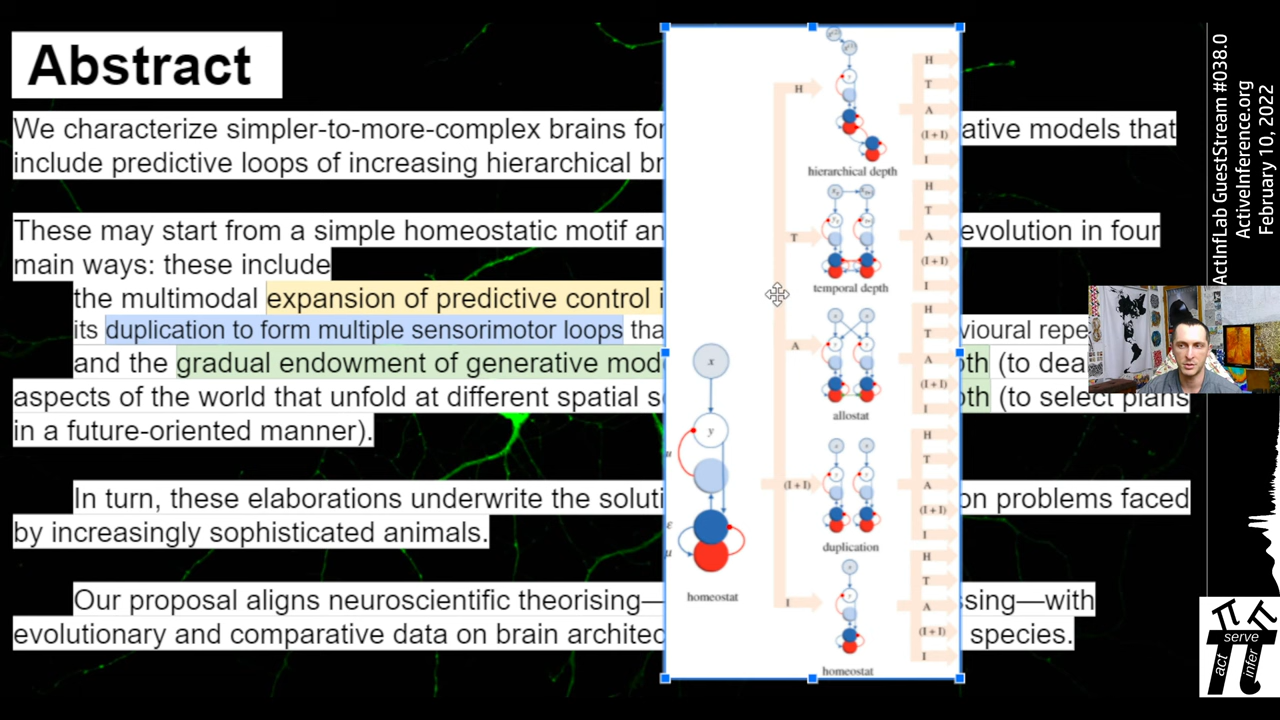 Abstract
We characterize simpler-to-more-complex brains for
ative models that
include predictive loops of increasing hierarchical br
These may start from a simple homeostatic motif an
evolution in four
main ways: these include
the multimodal expansion of predictive control i
its duplication to form multiple sensorimotor loops tha
vioural repe
and the gradual endowment of generative mod
oth (to dea
aspects of the world that unfold at different spatial s
oth (to select plans
in a future-oriented manner).
In turn, these elaborations underwrite the soluti
on problems faced
by increasingly sophisticated animals.
Our proposal aligns neuroscientific theorising—
ssing—with
evolutionary and comparative data on brain architec
species.
x
y
u
ε
μ
homeostat
H
hierarchical depth
T
temporal depth
A
allostat
(I + I)
duplication
I
homeostat
H
T
A
(I + I)
I
H
T
A
(I + I)
I
H
T
A
(I + I)
I
H
T
A
(I + I)
I
H
T
A
(I + I)
I
ActInfLab GuestStream #038.0
ActiveInference.org
February 10, 2022
serve
act
infer